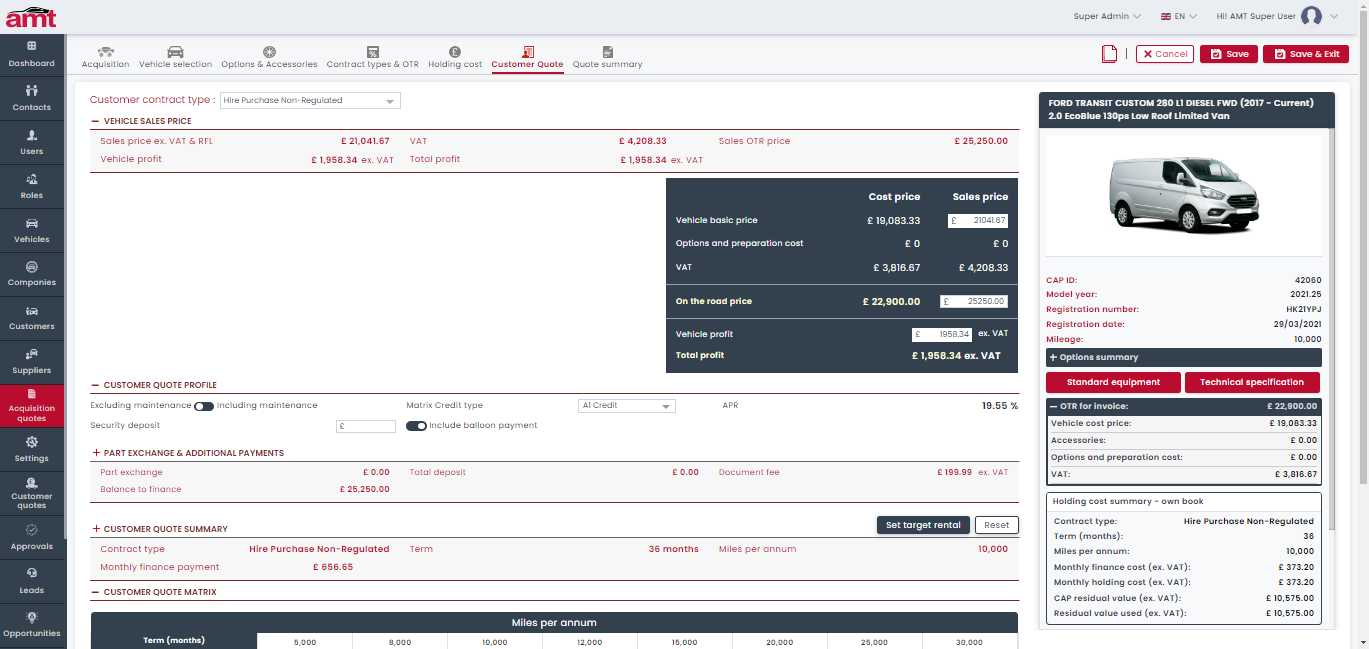 amt
Super Admin
EN
Hi! AMT Super User
Dashboard
Contacts
Users
Roles
Vehicles
Companies
Customers
Suppliers
Acquisition
quotes
Settings
Customer
quotes
Approvals
Leads
Opportunities
Acquisition
Vehicle selection
Options & Accessories
Contract types & OTR
Holding cost
Customer Quote
Quote summary
Cancel
Save
Save & Exit
Customer contract type :
Hire Purchase Non-Regulated
VEHICLE SALES PRICE
Sales price ex. VAT & RFL £ 21,041.67 VAT £ 4,208.33 Sales OTR price £ 25,250.00
Vehicle profit £ 1,958.34 ex. VAT Total profit £ 1,958.34 ex. VAT
Cost price Sales price
Vehicle basic price £ 19,083.33 £ 21041.67
Options and preparation cost £ 0 £ 0
VAT £ 3,816.67 £ 4,208.33
On the road price £ 22,900.00 £ 25250.00
Vehicle profit £ 1958.34 ex. VAT
Total profit £ 1,958.34 ex. VAT
CUSTOMER QUOTE PROFILE
Excluding maintenance Including maintenance Matrix Credit type A1 Credit APR 19.55 %
Security deposit £ Include balloon payment
PART EXCHANGE & ADDITIONAL PAYMENTS
Part exchange £ 0.00 Total deposit £ 0.00 Document fee £ 199.99 ex. VAT
Balance to finance £ 25,250.00
CUSTOMER QUOTE SUMMARY
Set target rental
Reset
Contract type Hire Purchase Non-Regulated Term 36 months Miles per annum 10,000
Monthly finance payment £ 656.65
CUSTOMER QUOTE MATRIX
Miles per annum
Term (months) 5,000 8,000 10,000 12,000 15,000 20,000 25,000 30,000
FORD TRANSIT CUSTOM 280 L1 DIESEL FWD (2017 - Current)
2.0 EcoBlue 130ps Low Roof Limited Van
CAP ID: 42060
Model year: 2021.25
Registration number: HK21YPJ
Registration date: 29/03/2021
Mileage: 10,000
Options summary
Standard equipment
Technical specification
OTR for invoice: £ 22,900.00
Vehicle cost price: £ 19,083.33
Accessories: £ 0.00
Options and preparation cost: £ 0.00
VAT: £ 3,816.67
Holding cost summary - own book
Contract type: Hire Purchase Non-Regulated
Term (months): 36
Miles per annum: 10,000
Monthly finance cost (ex. VAT): £ 373.20
Monthly holding cost (ex. VAT): £ 373.20
CAP residual value (ex. VAT): £ 10,575.00
Residual value used (ex. VAT): £ 10,575.00